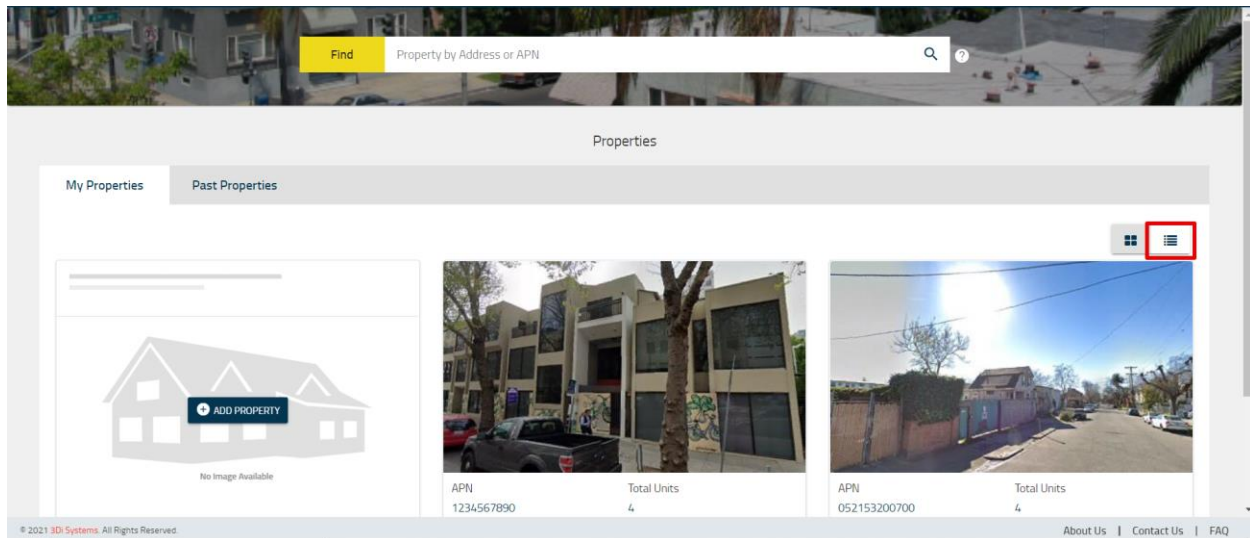 Find
Property by Address or APN
?
Properties
My Properties
Past Properties
ADD PROPERTY
No Image Available
APN
Total Units
1234567890
4
APN
Total Units
052153200700
4
© 2021 3Di Systems. All Rights Reserved.
About Us | Contact Us | FAQ